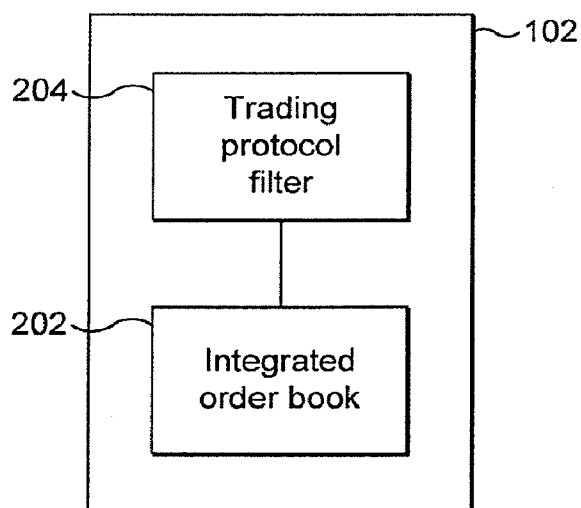 102
204
Trading
protocol
filter
202
Integrated
order book